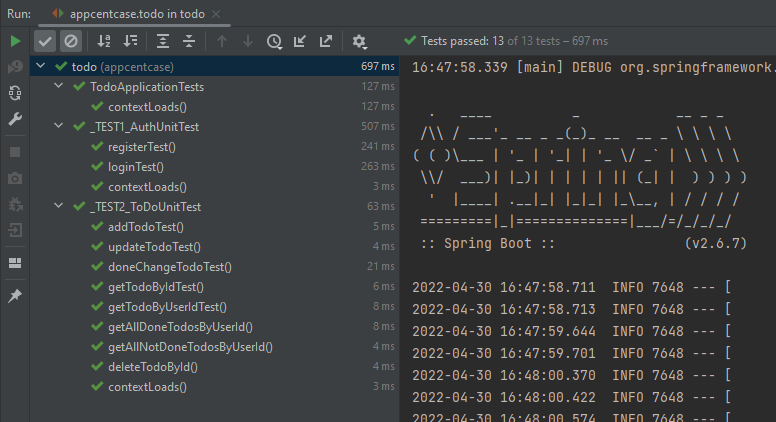 Run: appcentcase.todo in todo
Tests passed: 13 of 13 tests – 697 ms
todo (appcentcase) 697 ms
TodoApplicationTests 127 ms
contextLoads() 127 ms
_TEST1_AuthUnitTest 507 ms
registerTest() 241 ms
loginTest() 263 ms
contextLoads() 3 ms
_TEST2_ToDoUnitTest 63 ms
addTodoTest() 5 ms
updateTodoTest() 4 ms
doneChangeTodoTest() 21 ms
getTodoByIdTest() 6 ms
getTodoByUserIdTest() 8 ms
getAllDoneTodosByUserId() 8 ms
getAllNotDoneTodosByUserId() 4 ms
deleteTodoById() 4 ms
contextLoads() 3 ms
16:47:58.339 [main] DEBUG org.springframework.
  .   ____          _            __ _ _
 /\\ / ___'_ __ _ _(_)_ __  __ _ \ \ \ \
( ( )\___ | '_ | '_| | '_ \/ _` | \ \ \ \
 \\/  ___)| |_)| | | | | || (_| |  ) ) ) )
  '  |____| .__|_| |_|_| |_\__, | / / / /
 =========|_|==============|___/=/_/_/_/
:: Spring Boot :: (v2.6.7)
2022-04-30 16:47:58.711 INFO 7648 --- [
2022-04-30 16:47:58.713 INFO 7648 --- [
2022-04-30 16:47:59.644 INFO 7648 --- [
2022-04-30 16:47:59.701 INFO 7648 --- [
2022-04-30 16:48:00.370 INFO 7648 --- [
2022-04-30 16:48:00.422 INFO 7648 --- [
2022-04-30 16:48:00.574 INFO 7648 --- [